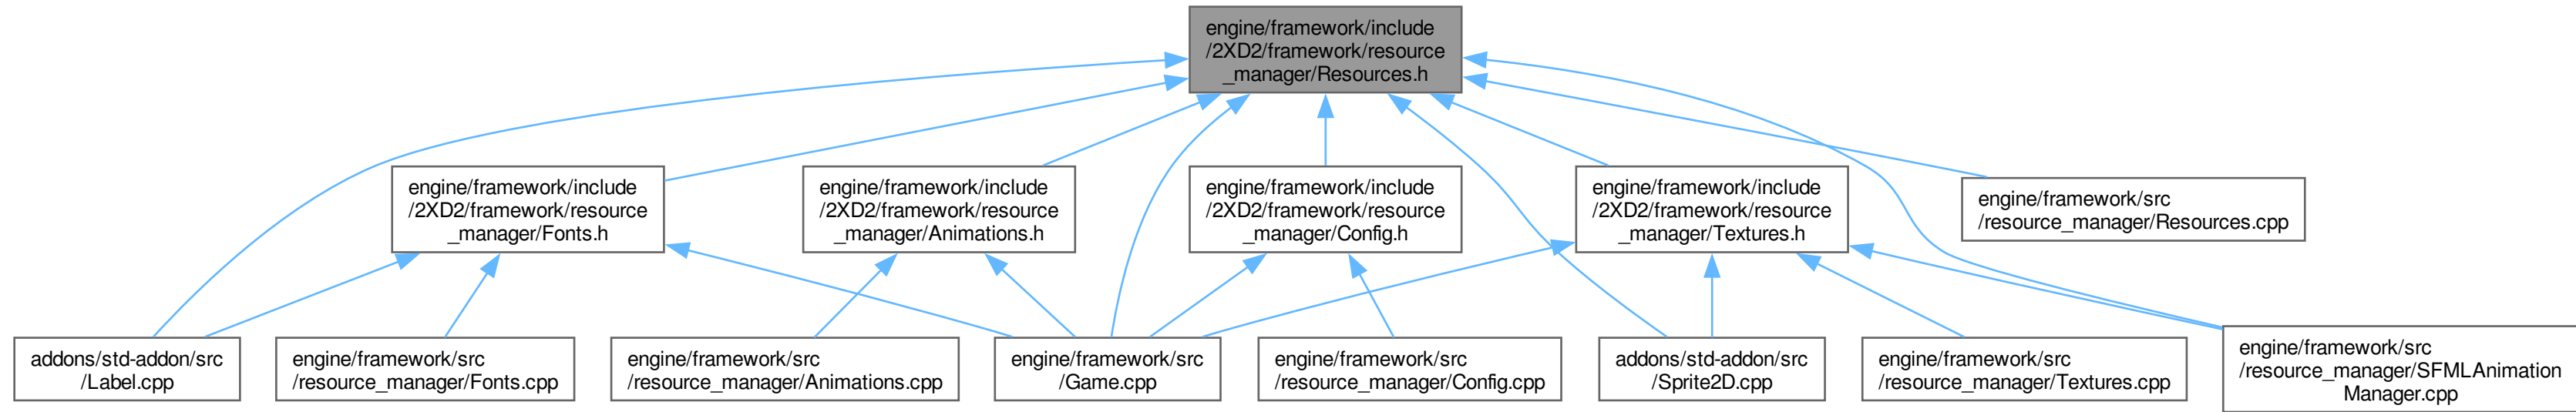 engine/framework/include
/2XD2/framework/resource
_manager/Resources.h
engine/framework/include
/2XD2/framework/resource
_manager/Fonts.h
engine/framework/include
/2XD2/framework/resource
_manager/Animations.h
engine/framework/include
/2XD2/framework/resource
_manager/Config.h
engine/framework/include
/2XD2/framework/resource
_manager/Textures.h
engine/framework/src
/resource_manager/Resources.cpp
addons/std-addon/src
/Label.cpp
engine/framework/src
/resource_manager/Fonts.cpp
engine/framework/src
/resource_manager/Animations.cpp
engine/framework/src
/Game.cpp
engine/framework/src
/resource_manager/Config.cpp
addons/std-addon/src
/Sprite2D.cpp
engine/framework/src
/resource_manager/Textures.cpp
engine/framework/src
/resource_manager/SFMLAnimation
Manager.cpp